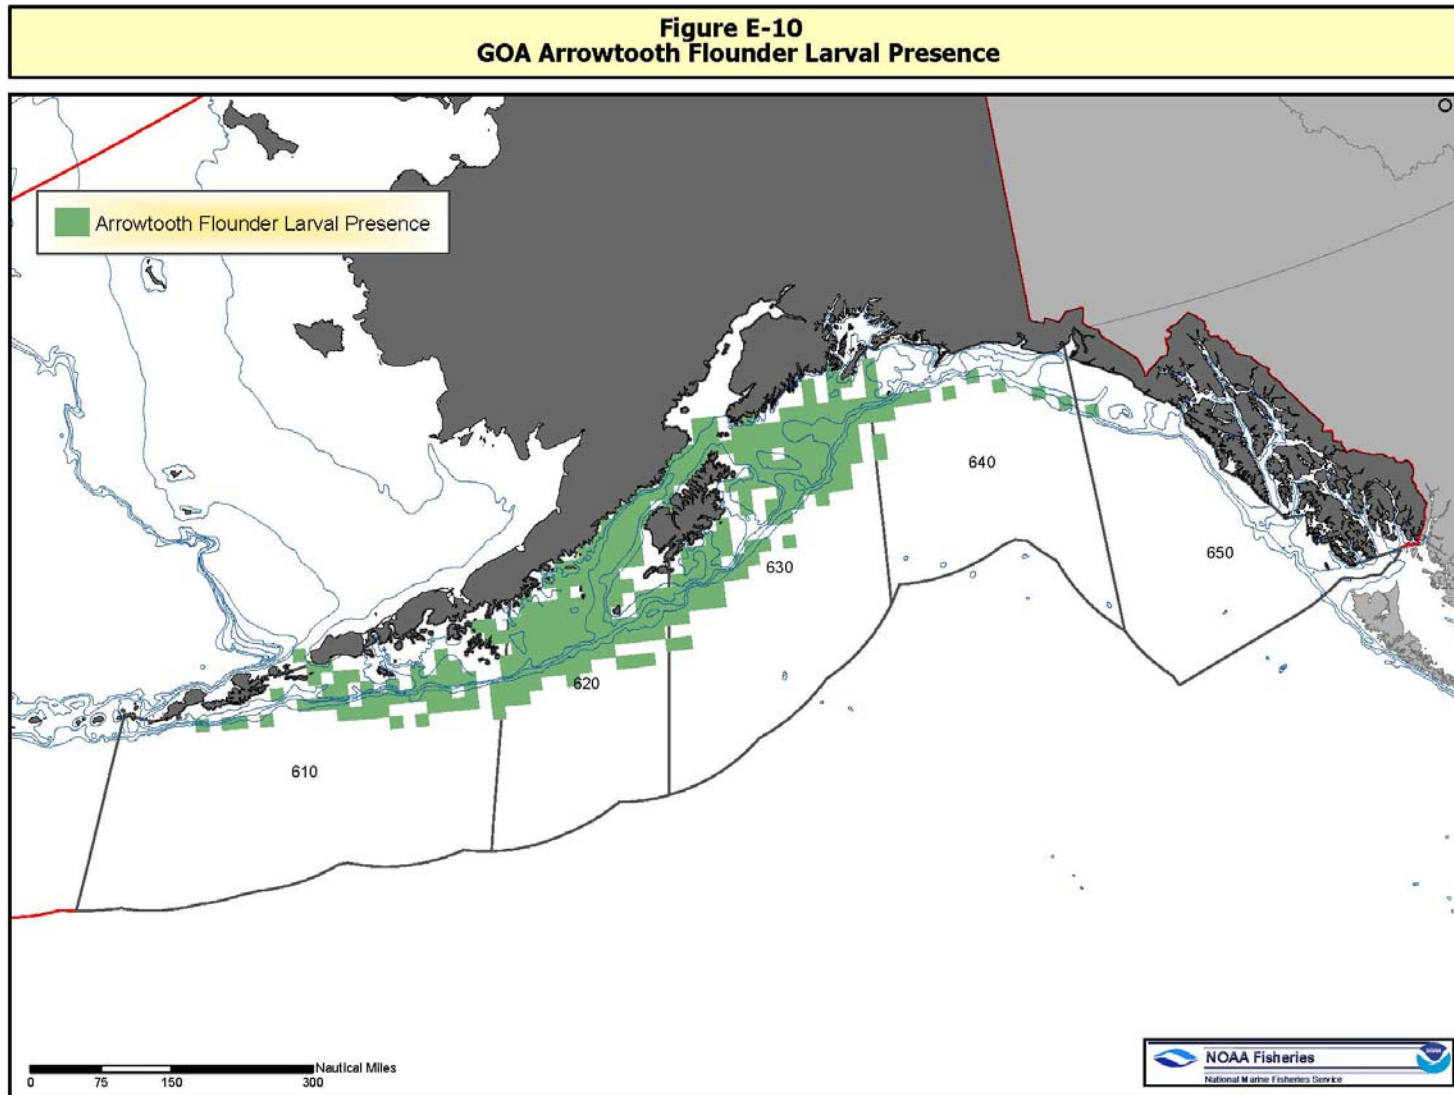 Figure E-10
GOA Arrowtooth Flounder Larval Presence
Arrowtooth Flounder Larval Presence
640
650
630
620
610
Nautical Miles
0 75 150 300
NOAA Fisheries
National Marine Fisheries Service